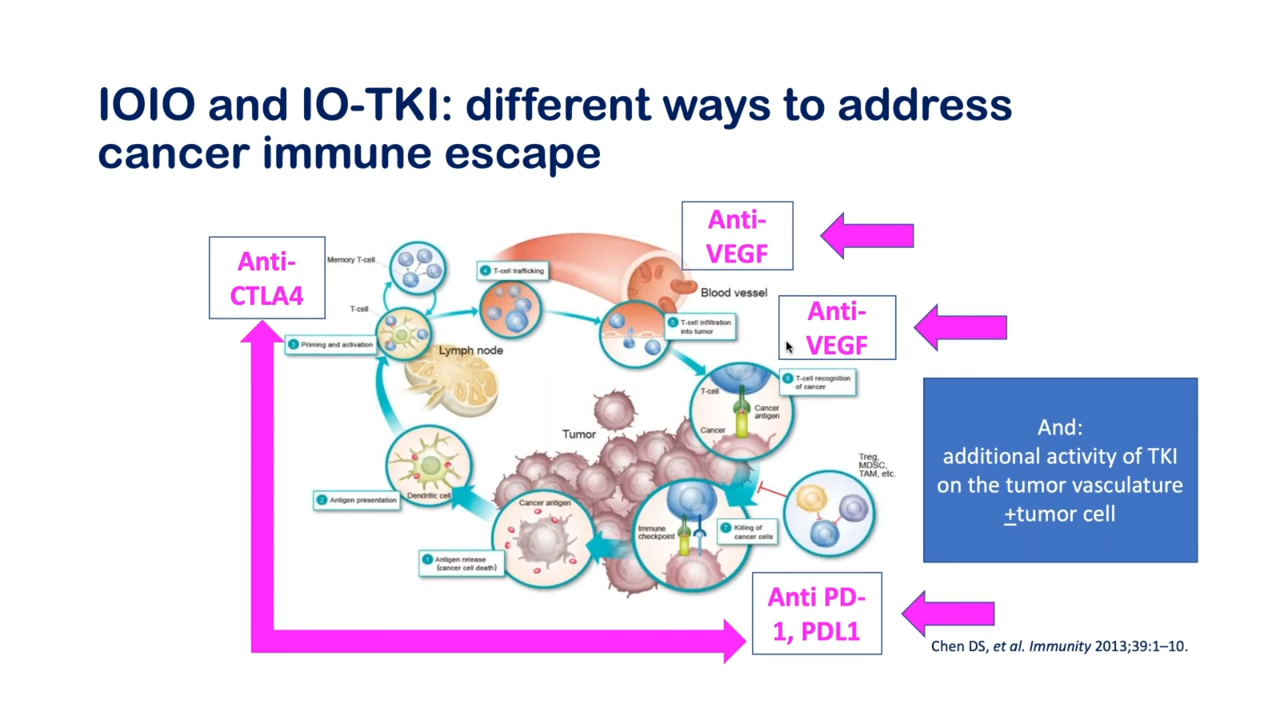 IOIO and IO-TKI: different ways to address
cancer immune escape
Anti-
CTLA4
Memory T-cell
T-cell
3 Priming and activation
Lymph node
4 T-cell trafficking
Anti-
VEGF
Blood vessel
5 T-cell infiltration
into tumor
Anti-
VEGF
6 T-cell recognition
of cancer
T-cell
Cancer
antigen
Cancer
Tumor
Treg,
MDSC,
TAM, etc.
And:
additional activity of TKI
on the tumor vasculature
+tumor cell
Dendritic cell
2 Antigen presentation
Cancer antigen
Immune
checkpoint
7 Killing of
cancer cells
1 Antigen release
(cancer cell death)
Anti PD-
1, PDL1
Chen DS, et al. Immunity 2013;39:1–10.